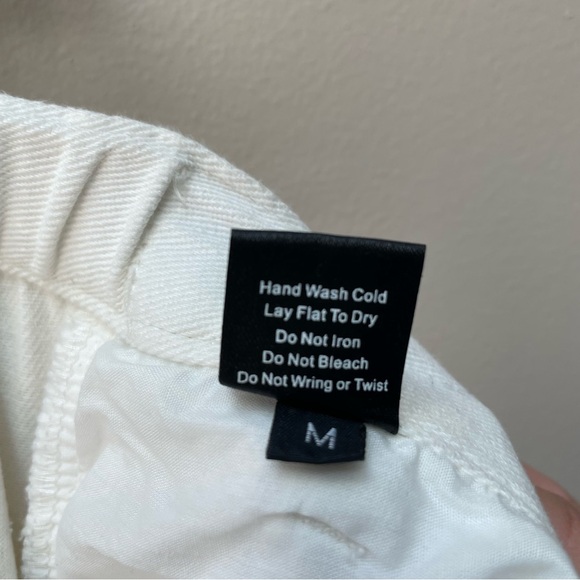 Hand Wash Cold
Lay Flat To Dry
Do Not Iron
Do Not Bleach
Do Not Wring or Twist
M